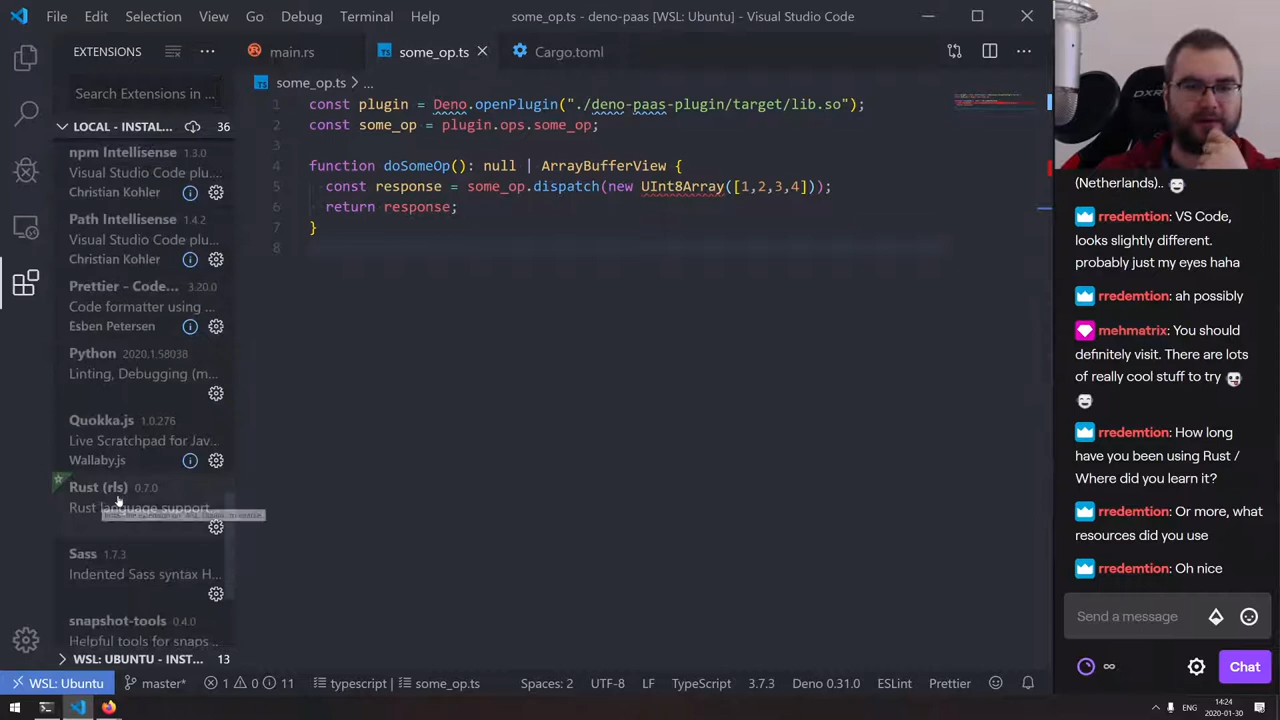 File Edit Selection View Go Debug Terminal Help
some_op.ts - deno-paas [WSL: Ubuntu] - Visual Studio Code
EXTENSIONS
Search Extensions in ...
LOCAL - INSTAL... 36
npm Intellisense 1.3.0
Visual Studio Code plu...
Christian Kohler
Path Intellisense 1.4.2
Visual Studio Code plu...
Christian Kohler
Prettier - Code... 3.20.0
Code formatter using ...
Esben Petersen
Python 2020.1.58038
Linting, Debugging (m...
Quokka.js 1.0.276
Live Scratchpad for Jav...
Wallaby.js
Rust (rls) 0.7.0
Rust language support...
Sass 1.7.3
Indented Sass syntax H...
snapshot-tools 0.4.0
Helpful tools for snaps...
WSL: UBUNTU - INST... 13
main.rs
TS some_op.ts
Cargo.toml
TS some_op.ts > ...
1 const plugin = Deno.openPlugin("./deno-paas-plugin/target/lib.so");
2 const some_op = plugin.ops.some_op;
3
4 function doSomeOp(): null | ArrayBufferView {
5 const response = some_op.dispatch(new UInt8Array([1,2,3,4]));
6 return response;
7 }
8
WSL: Ubuntu master* 1 0 11 typescript | some_op.ts Spaces: 2 UTF-8 LF TypeScript 3.7.3 Deno 0.31.0 ESLint Prettier
DXR
(Netherlands)..
rredemtion: VS Code,
looks slightly different.
probably just my eyes haha
rredemtion: ah possibly
mehmatrix: You should
definitely visit. There are lots
of really cool stuff to try
rredemtion: How long
have you been using Rust /
Where did you learn it?
rredemtion: Or more, what
resources did you use
rredemtion: Oh nice
Send a message
∞
Chat
ENG
14:24
2020-01-30